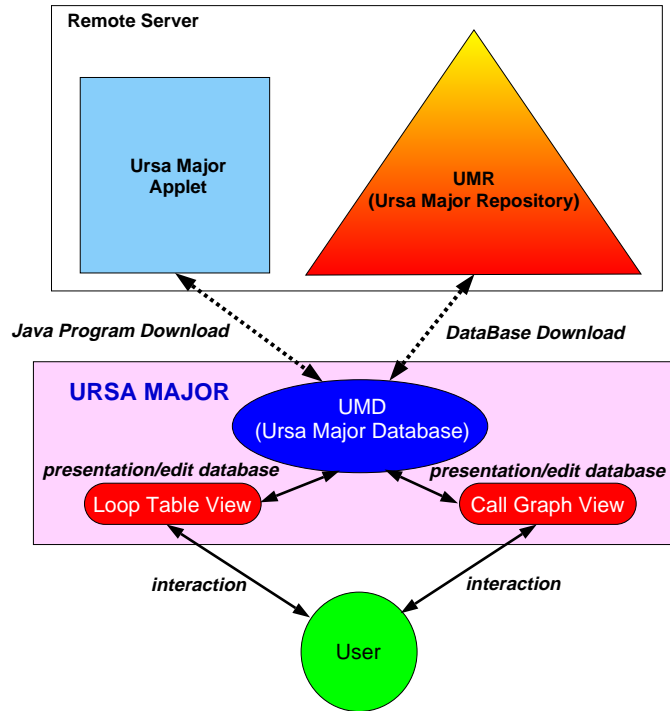 Remote Server
Ursa Major
Applet
UMR
(Ursa Major Repository)
Java Program Download
DataBase Download
URSA MAJOR
UMD
(Ursa Major Database)
presentation/edit database
presentation/edit database
Loop Table View
Call Graph View
interaction
interaction
User